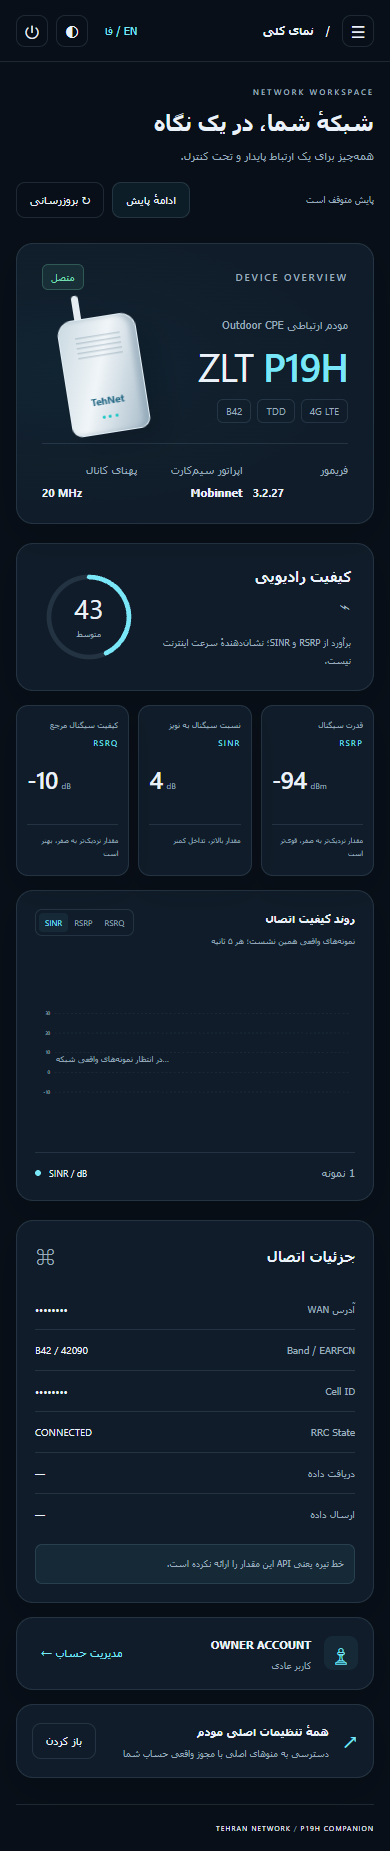 ☰ / نمای کلی
EN / فا
NETWORK WORKSPACE
شبکهٔ شما، در یک نگاه
همه‌چیز برای یک ارتباط پایدار و تحت کنترل.
پایش متوقف است
ادامهٔ پایش
↻ بروزرسانی
DEVICE OVERVIEW
متصل
مودم ارتباطی Outdoor CPE
ZLT P19H
4G LTE
TDD
B42
TehNet
فریمور
3.2.27
اپراتور سیم‌کارت
Mobinnet
پهنای کانال
20 MHz
کیفیت رادیویی
برآورد از RSRP و SINR؛ نشان‌دهندهٔ سرعت اینترنت
نیست.
43
متوسط
قدرت سیگنال
RSRP
-94 dBm
مقدار نزدیک‌تر به صفر، قوی‌تر
است
نسبت سیگنال به نویز
SINR
4 dB
مقدار بالاتر، تداخل کمتر
کیفیت سیگنال مرجع
RSRQ
-10 dB
مقدار نزدیک‌تر به صفر، بهتر
است
روند کیفیت اتصال
نمونه‌های واقعی همین نشست؛ هر ۵ ثانیه
SINR RSRP RSRQ
30
20
10
در انتظار نمونه‌های واقعی شبکه...
0
-10
1 نمونه
SINR / dB
جزئیات اتصال
⌘
آدرس WAN
••••••••
Band / EARFCN
B42 / 42090
Cell ID
••••••••
RRC State
CONNECTED
دریافت داده
—
ارسال داده
—
خط تیره یعنی API این مقدار را ارائه نکرده است.
OWNER ACCOUNT
کاربر عادی
مدیریت حساب ←
همهٔ تنظیمات اصلی مودم
دسترسی به منوهای اصلی با مجوز واقعی حساب شما
باز کردن
TEHRAN NETWORK / P19H COMPANION